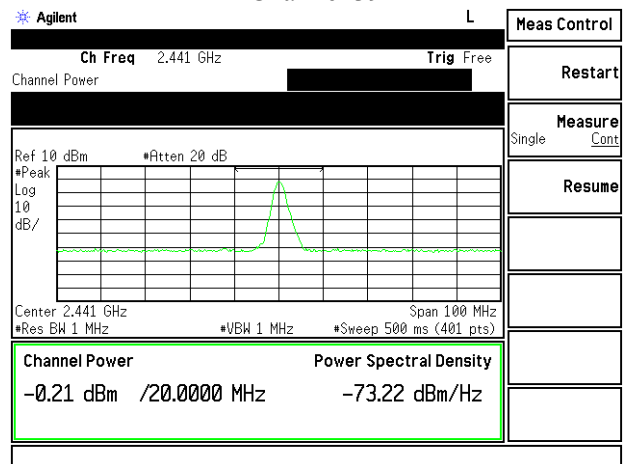 Agilent L
Ch Freq 2.441 GHz Trig Free
Channel Power
Ref 10 dBm #Atten 20 dB
#Peak
Log
10
dB/
Center 2.441 GHz Span 100 MHz
#Res BW 1 MHz #VBW 1 MHz #Sweep 500 ms (401 pts)
Channel Power Power Spectral Density
-0.21 dBm /20.0000 MHz -73.22 dBm/Hz
Meas Control
Restart
Measure
Single Cont
Resume